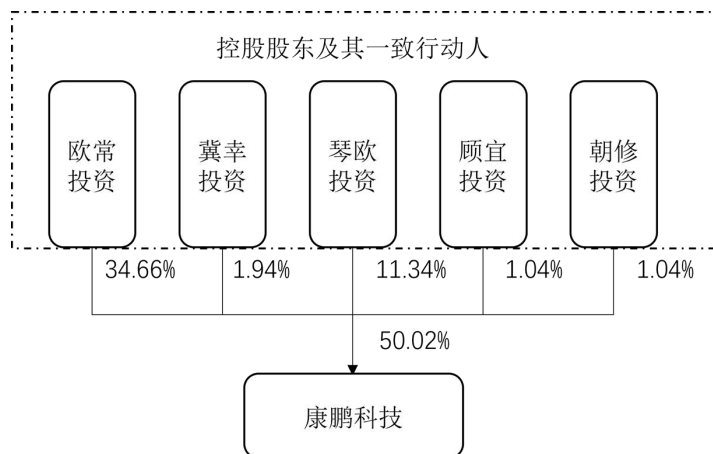 控股股东及其一致行动人
欧常
投资
冀幸
投资
琴欧
投资
顾宜
投资
朝修
投资
34.66%
1.94%
11.34%
1.04%
1.04%
50.02%
康鹏科技